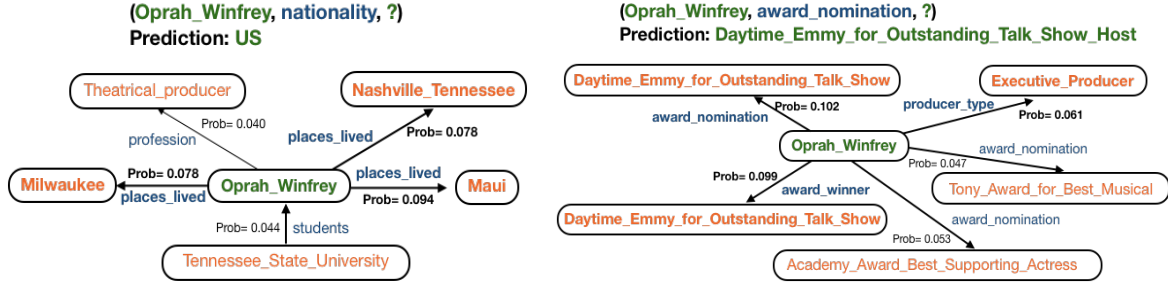 (Oprah_Winfrey, nationality, ?)
Prediction: US
Theatrical_producer
Nashville_Tennessee
Prob= 0.040
profession
places_lived
Prob= 0.078
Prob= 0.078
places_lived
Milwaukee
Oprah_Winfrey
places_lived
Prob= 0.094
Maui
Prob= 0.044
students
Tennessee_State_University
(Oprah_Winfrey, award_nomination, ?)
Prediction: Daytime_Emmy_for_Outstanding_Talk_Show_Host
Daytime_Emmy_for_Outstanding_Talk_Show
Executive_Producer
Prob= 0.102
award_nomination
producer_type
Prob= 0.061
Oprah_Winfrey
award_nomination
Prob= 0.047
Prob= 0.099
award_winner
Tony_Award_for_Best_Musical
Daytime_Emmy_for_Outstanding_Talk_Show
award_nomination
Prob= 0.053
Academy_Award_Best_Supporting_Actress